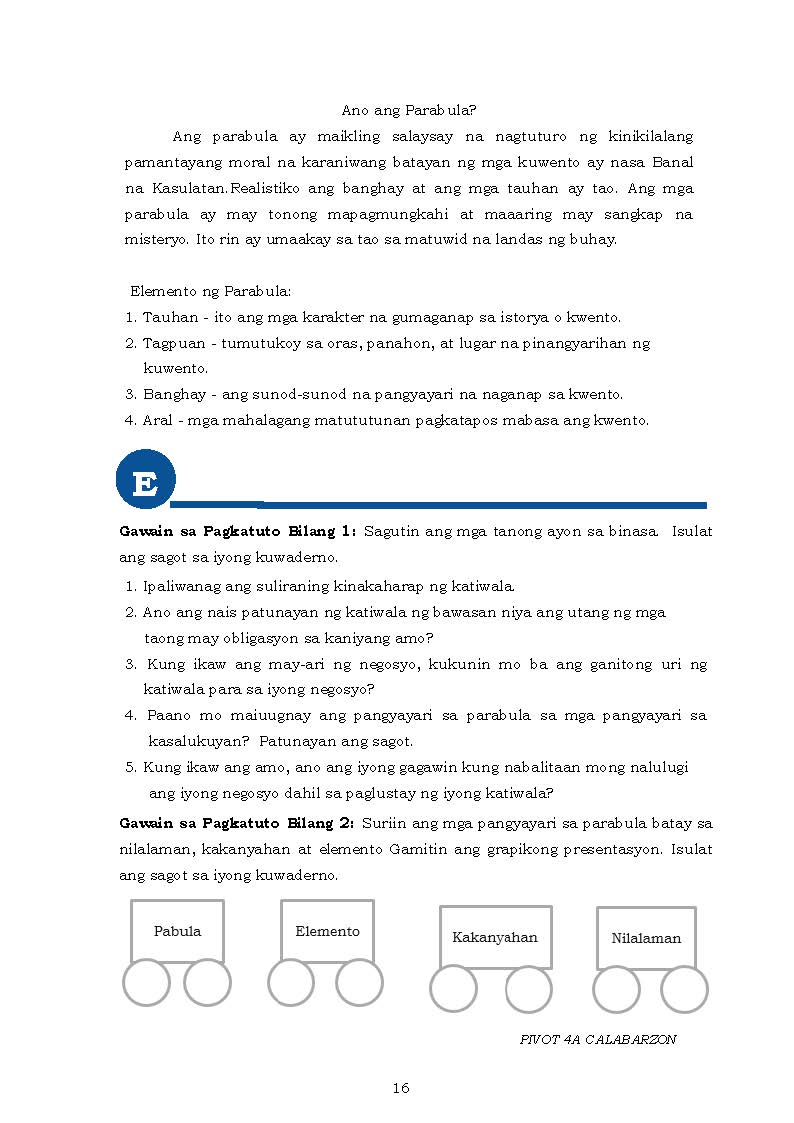 Ano ang Parabula?
Ang parabula ay maikling salaysay na nagtuturo ng kinikilalang
pamantayang moral na karaniwang batayan ng mga kuwento ay nasa Banal
na Kasulatan.Realistiko ang banghay at ang mga tauhan ay tao. Ang mga
parabula ay may tonong mapagmungkahi at maaaring may sangkap na
misteryo. Ito rin ay umaakay sa tao sa matuwid na landas ng buhay.
Elemento ng Parabula:
1. Tauhan - ito ang mga karakter na gumaganap sa istorya o kwento.
2. Tagpuan - tumutukoy sa oras, panahon, at lugar na pinangyarihan ng
kuwento.
3. Banghay - ang sunod-sunod na pangyayari na naganap sa kwento.
4. Aral - mga mahalagang matututunan pagkatapos mabasa ang kwento.
E
Gawain sa Pagkatuto Bilang 1: Sagutin ang mga tanong ayon sa binasa. Isulat
ang sagot sa iyong kuwaderno.
1. Ipaliwanag ang suliraning kinakaharap ng katiwala.
2. Ano ang nais patunayan ng katiwala ng bawasan niya ang utang ng mga
taong may obligasyon sa kaniyang amo?
3. Kung ikaw ang may-ari ng negosyo, kukunin mo ba ang ganitong uri ng
katiwala para sa iyong negosyo?
4. Paano mo maiuugnay ang pangyayari sa parabula sa mga pangyayari sa
kasalukuyan? Patunayan ang sagot.
5. Kung ikaw ang amo, ano ang iyong gagawin kung nabalitaan mong nalulugi
ang iyong negosyo dahil sa paglustay ng iyong katiwala?
Gawain sa Pagkatuto Bilang 2: Suriin ang mga pangyayari sa parabula batay sa
nilalaman, kakanyahan at elemento Gamitin ang grapikong presentasyon. Isulat
ang sagot sa iyong kuwaderno.
Pabula
Elemento
Kakanyahan
Nilalaman
PIVOT 4A CALABARZON
16